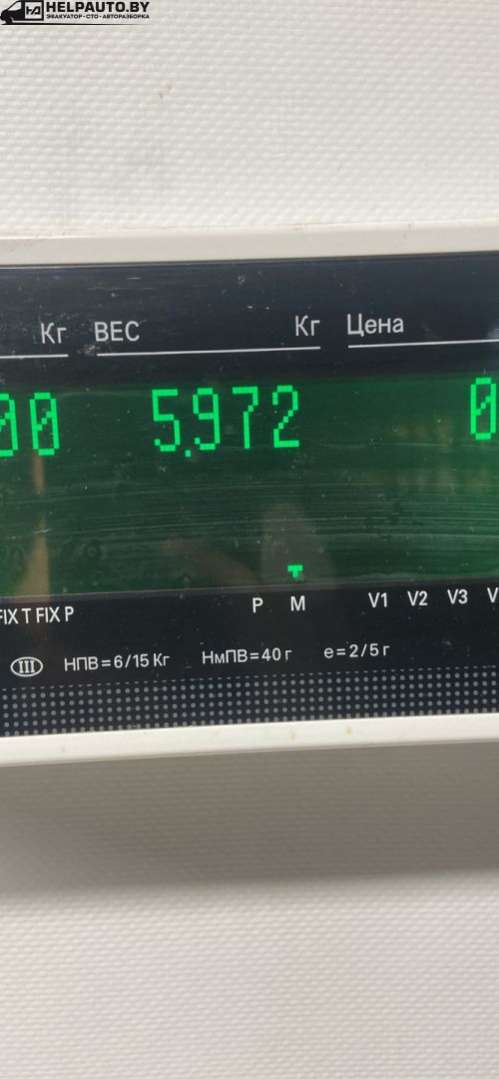 HELPAUTO.BY
ЭВАКУАТОР-СТО-АВТОРАЗБОРКА
Кг ВЕС Кг Цена
00 5.972 0
FIX T FIX P P M V1 V2 V3 V
III НПВ=6/15 Кг НмПВ=40 г e=2/5 г